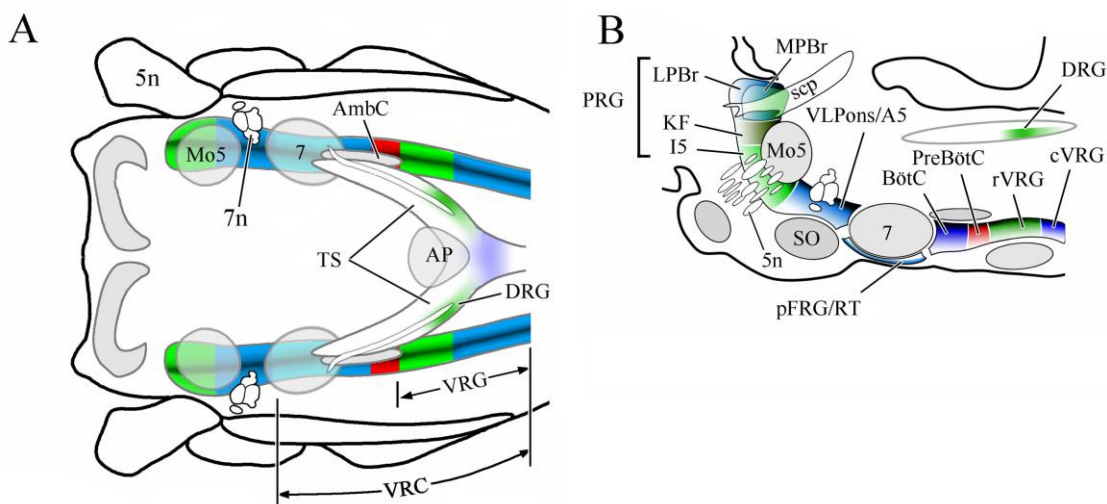 A
5n
AmbC
Mo5
7
7n
TS
AP
DRG
VRG
VRC
B
MPBr
LPBr
scp
DRG
PRG
VLPons/A5
KF
I5
Mo5
PreBötC
cVRG
BötC
rVRG
SO
7
5n
pFRG/RT